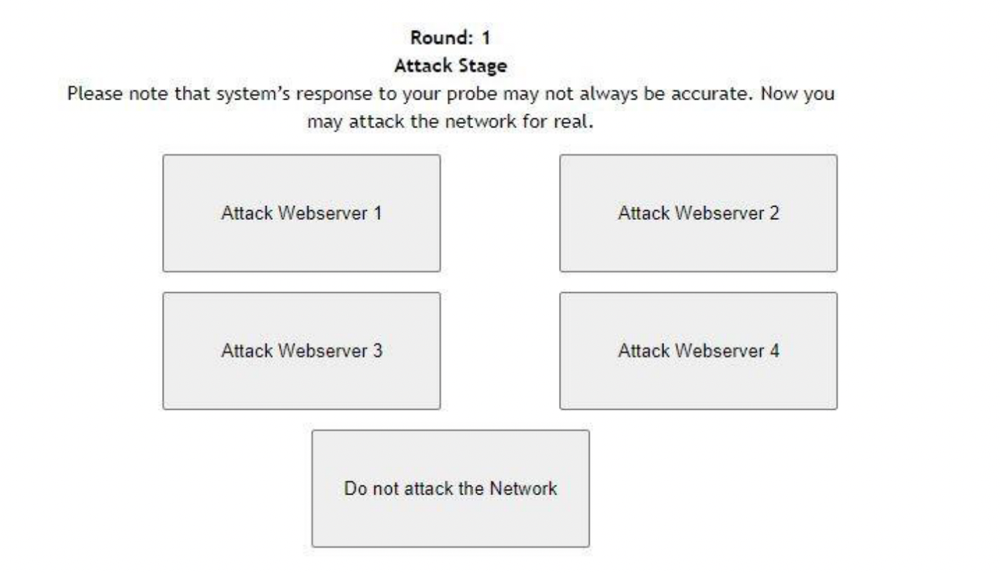 Round: 1
Attack Stage
Please note that system’s response to your probe may not always be accurate. Now you
may attack the network for real.
Attack Webserver 1
Attack Webserver 2
Attack Webserver 3
Attack Webserver 4
Do not attack the Network